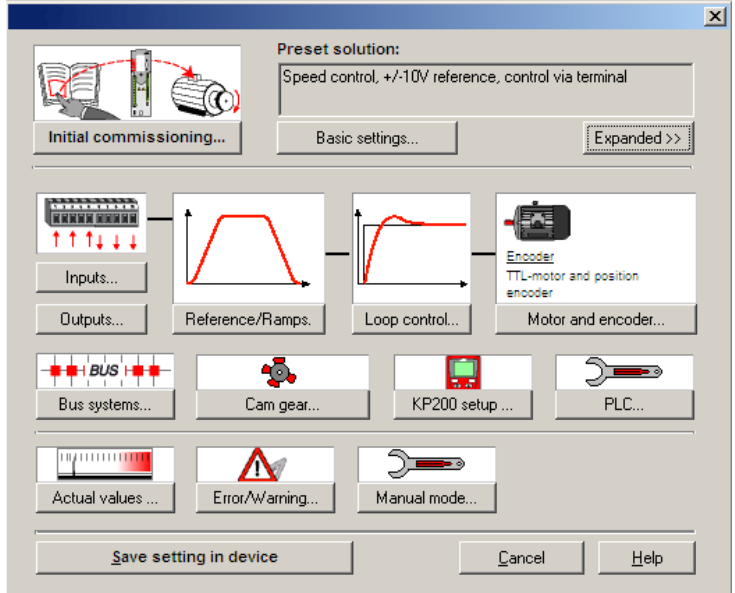 Preset solution:
Speed control, +/-10V reference, control via terminal
Initial commissioning...
Basic settings...
Expanded >>
Encoder
TTL-motor and position
encoder
Inputs...
Outputs...
Reference/Ramps.
Loop control...
Motor and encoder...
BUS
Bus systems...
Cam gear...
KP200 setup ...
PLC...
Actual values ...
Error/Warning...
Manual mode...
Save setting in device
Cancel
Help